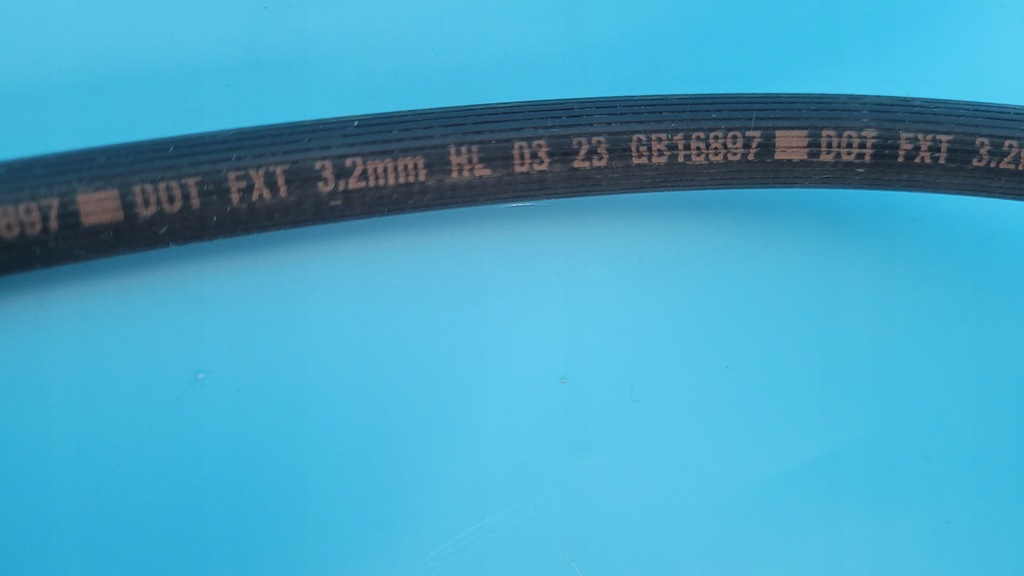 897 DOT FXT 3.2mm HL 03 23 GB16897 DOT FXT 3.2